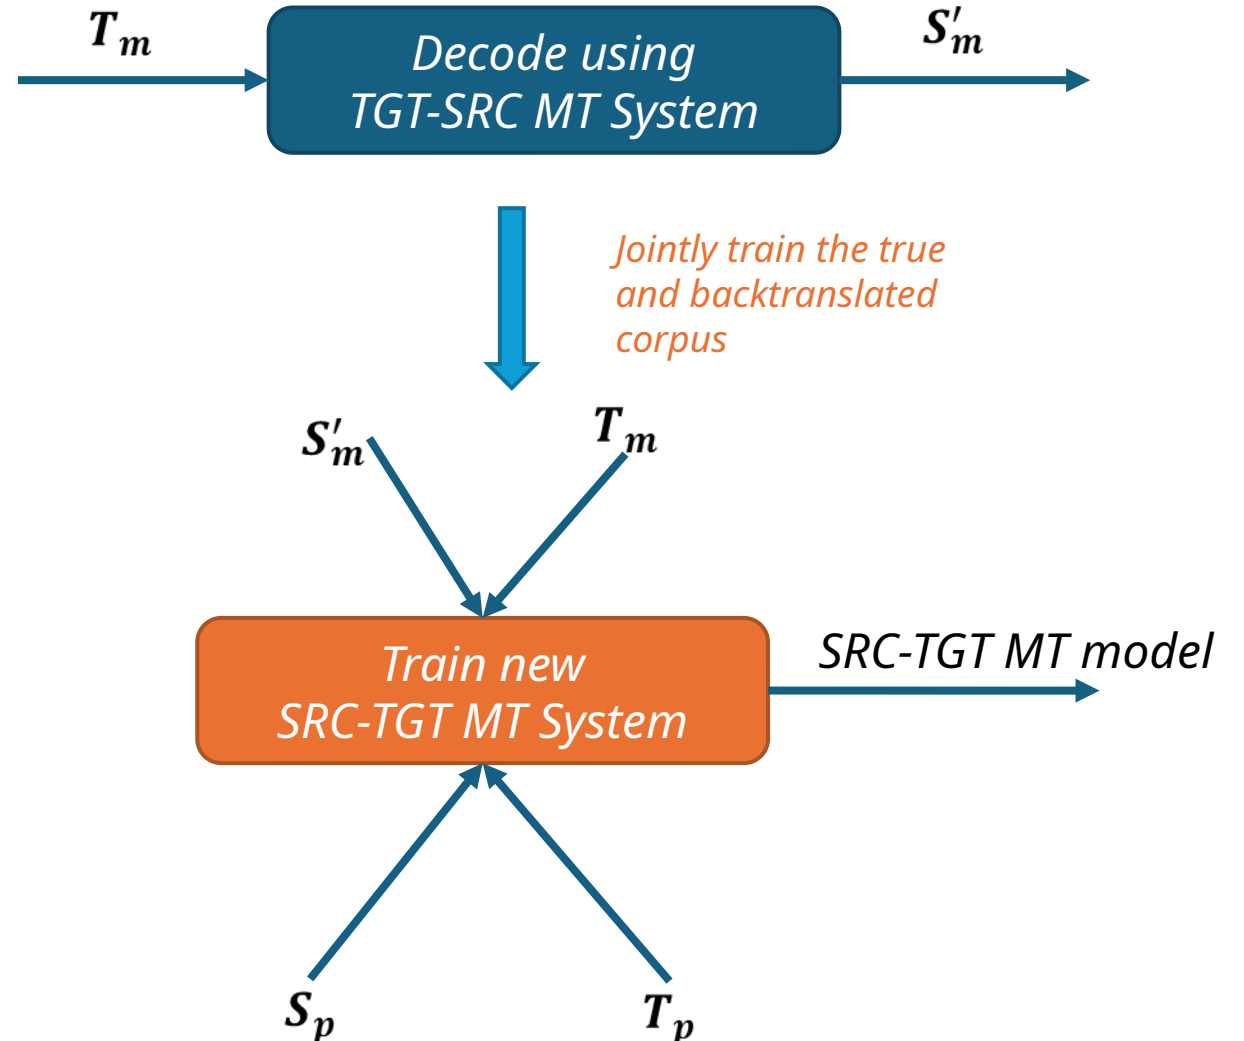 T_m
S'_m
Decode using
TGT-SRC MT System
Jointly train the true
and backtranslated
corpus
S'_m
T_m
Train new
SRC-TGT MT System
SRC-TGT MT model
S_p
T_p